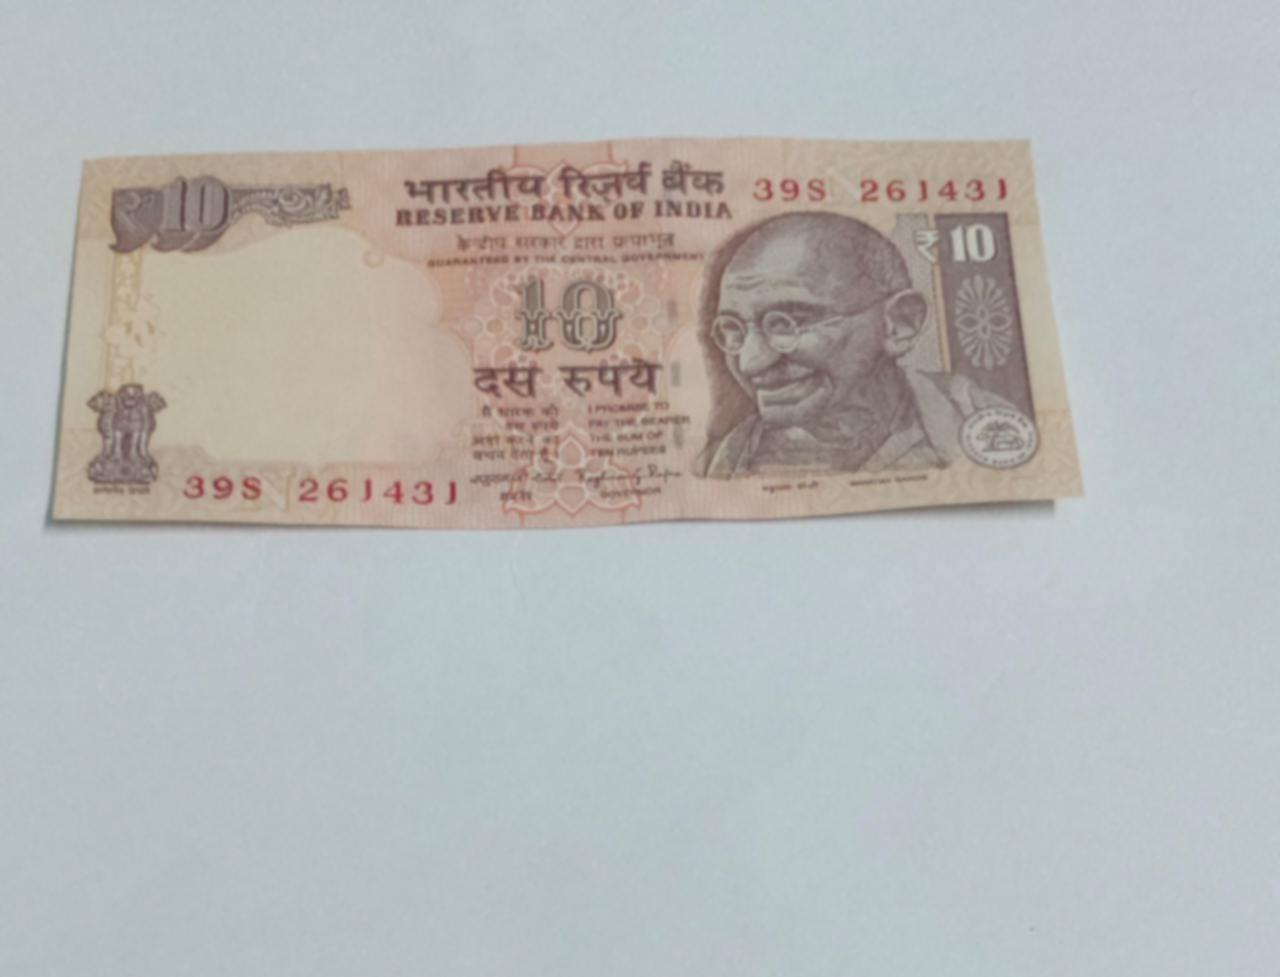 ₹10
भारतीय रिज़र्व बैंक
RESERVE BANK OF INDIA
39S 261431
केन्द्रीय सरकार द्वारा प्रत्याभूत
GUARANTEED BY THE CENTRAL GOVERNMENT
₹ 10
10
दस रुपये
मैं धारक को
दस रुपये
अदा करने का
वचन देता हूँ।
I PROMISE TO
PAY THE BEARER
THE SUM OF
TEN RUPEES
गवर्नर
GOVERNOR
39S 261431